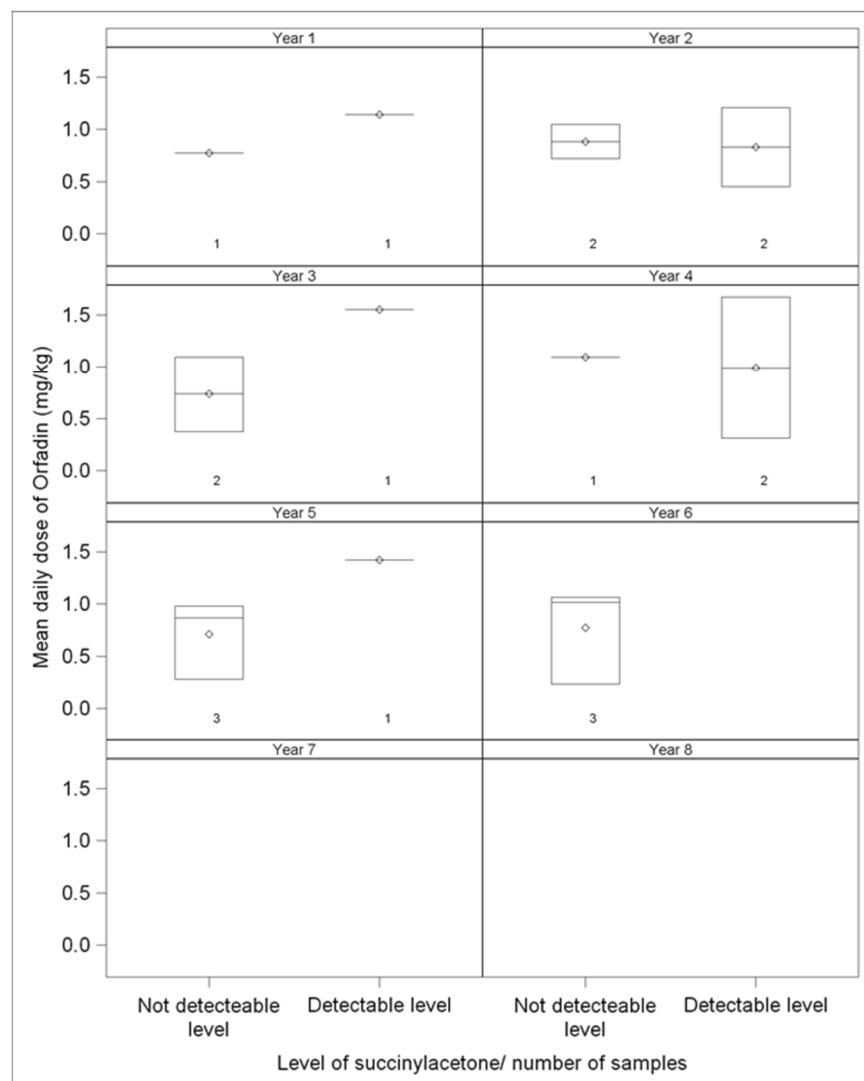 Year 1
Year 2
1.5
1.0
0.5
0.0
1
1
2
2
Year 3
Year 4
1.5
1.0
0.5
0.0
2
1
1
2
Year 5
Year 6
1.5
1.0
0.5
0.0
3
1
3
Year 7
Year 8
1.5
1.0
0.5
0.0
Mean daily dose of Orfadin (mg/kg)
Not detecteable
level
Detectable level
Not detecteable
level
Detectable level
Level of succinylacetone/ number of samples